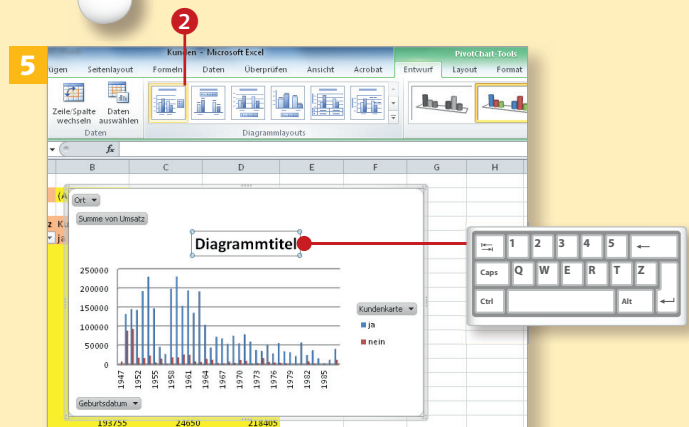 2
5
Kunden - Microsoft Excel
PivotChart-Tools
ügen Seitenlayout Formeln Daten Überprüfen Ansicht Acrobat Entwurf Layout Format
Zeile/Spalte wechseln
Daten auswählen
Daten
Diagrammlayouts
fx
B C D E F G H
(A
z Ku
ja
Ort
Summe von Umsatz
Diagrammtitel
250000
200000
150000
100000
50000
0
1947 1952 1955 1958 1961 1964 1967 1970 1973 1976 1979 1982 1985
Kundenkarte
ja
nein
Geburtsdatum
193755 24650 218405
1 2 3 4 5
Caps Q W E R T Z
Ctrl Alt